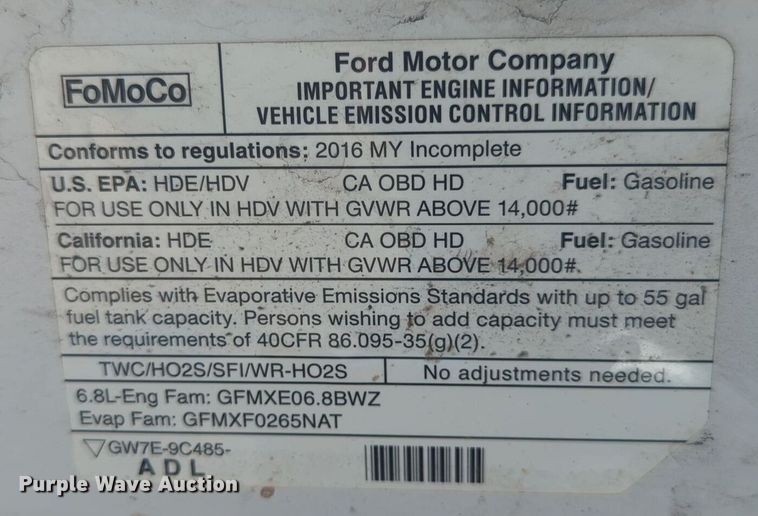 FoMoCo
Ford Motor Company
IMPORTANT ENGINE INFORMATION/
VEHICLE EMISSION CONTROL INFORMATION
Conforms to regulations: 2016 MY Incomplete
U.S. EPA: HDE/HDV CA OBD HD Fuel: Gasoline
FOR USE ONLY IN HDV WITH GVWR ABOVE 14,000#
California: HDE CA OBD HD Fuel: Gasoline
FOR USE ONLY IN HDV WITH GVWR ABOVE 14,000#.
Complies with Evaporative Emissions Standards with up to 55 gal
fuel tank capacity. Persons wishing to add capacity must meet
the requirements of 40CFR 86.095-35(g)(2).
TWC/HO2S/SFI/WR-HO2S No adjustments needed.
6.8L-Eng Fam: GFMXE06.8BWZ
Evap Fam: GFMXF0265NAT
GW7E-9C485-
ADL
Purple Wave Auction